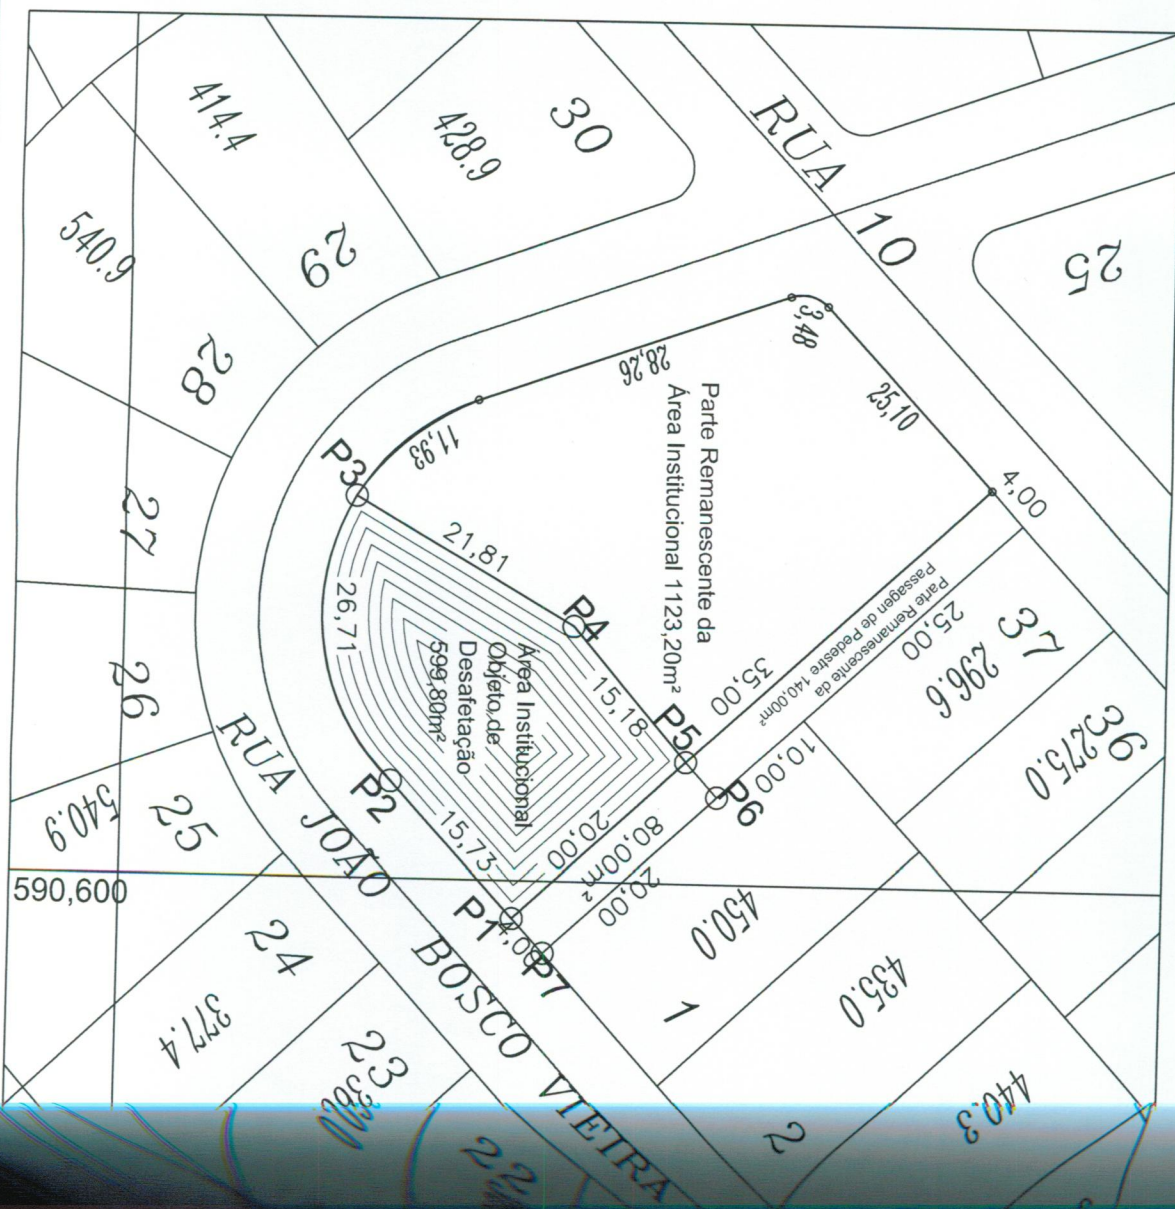 414.4
428.9
30
RUA 10
25
540.9
29
28
3,48
28,26
25,10
11,93
Parte Remanescente da
Área Institucional 1123,20m²
4,00
P3
21,81
27
26,71
P4
Parte Remanescente da
Passagen de Pedestre 140,00m²
25,00
37
296.6
36
275.0
26
Área Institucional
Objeto,de
Desafetação
599,80m²
15,18
35,00
P5
P6
10,00
P2
15,73
20,00
80,00m²
20,00
25
540.9
RUA JOÃO BOSCO VIEIRA
590,600
P1
4,00
P7
450.0
1
435.0
24
377.4
23
2
440.3
22